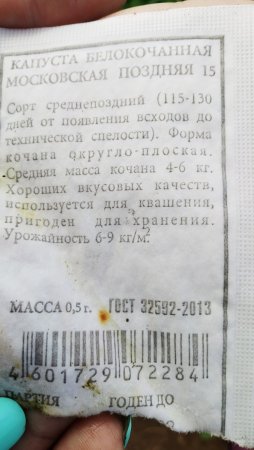 КАПУСТА БЕЛОКОЧАННАЯ
МОСКОВСКАЯ ПОЗДНЯЯ 15
Сорт среднепоздний (115-130
дней от появления всходов до
технической спелости). Форма
кочана округло-плоская.
Средняя масса кочана 4-6 кг.
Хороших вкусовых качеств,
используется для квашения,
пригоден для хранения.
Урожайность 6-9 кг/м².
МАССА 0,5 г. ГОСТ 32592-2013
4 601729 072284
ПАРТИЯ ГОДЕН ДО